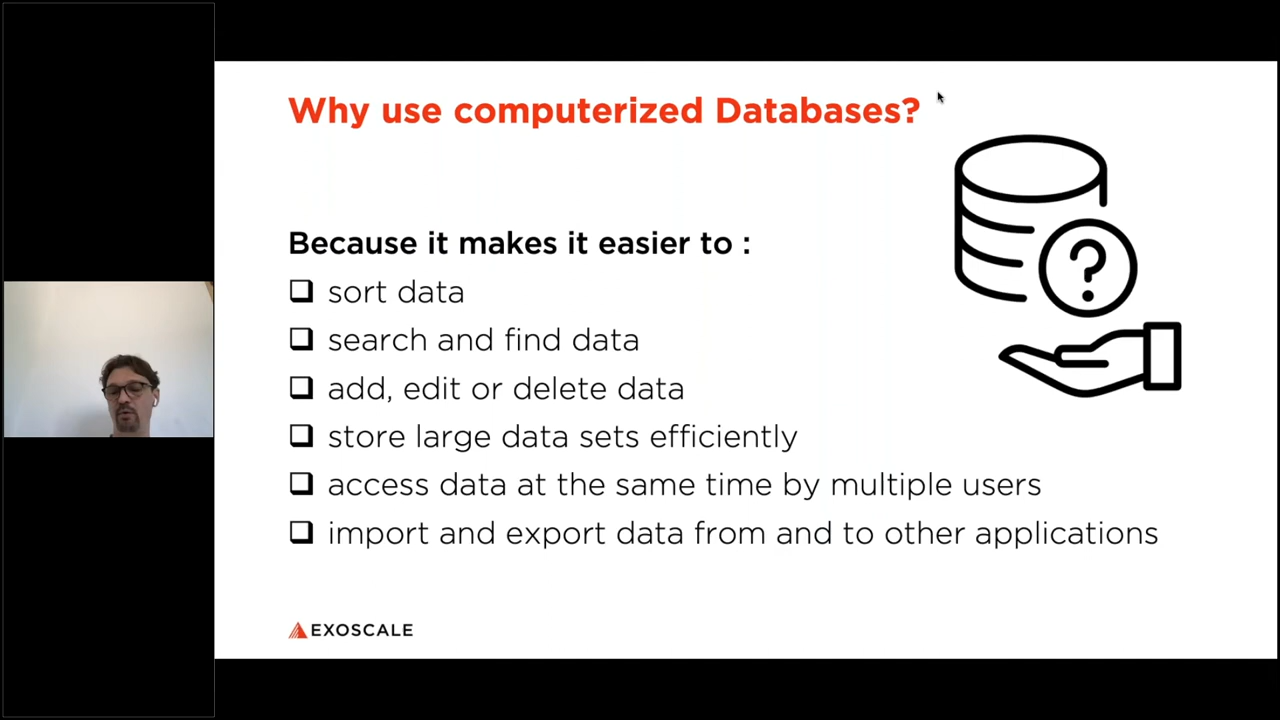 Why use computerized Databases?
Because it makes it easier to :
sort data
search and find data
add, edit or delete data
store large data sets efficiently
access data at the same time by multiple users
import and export data from and to other applications
?
EXOSCALE